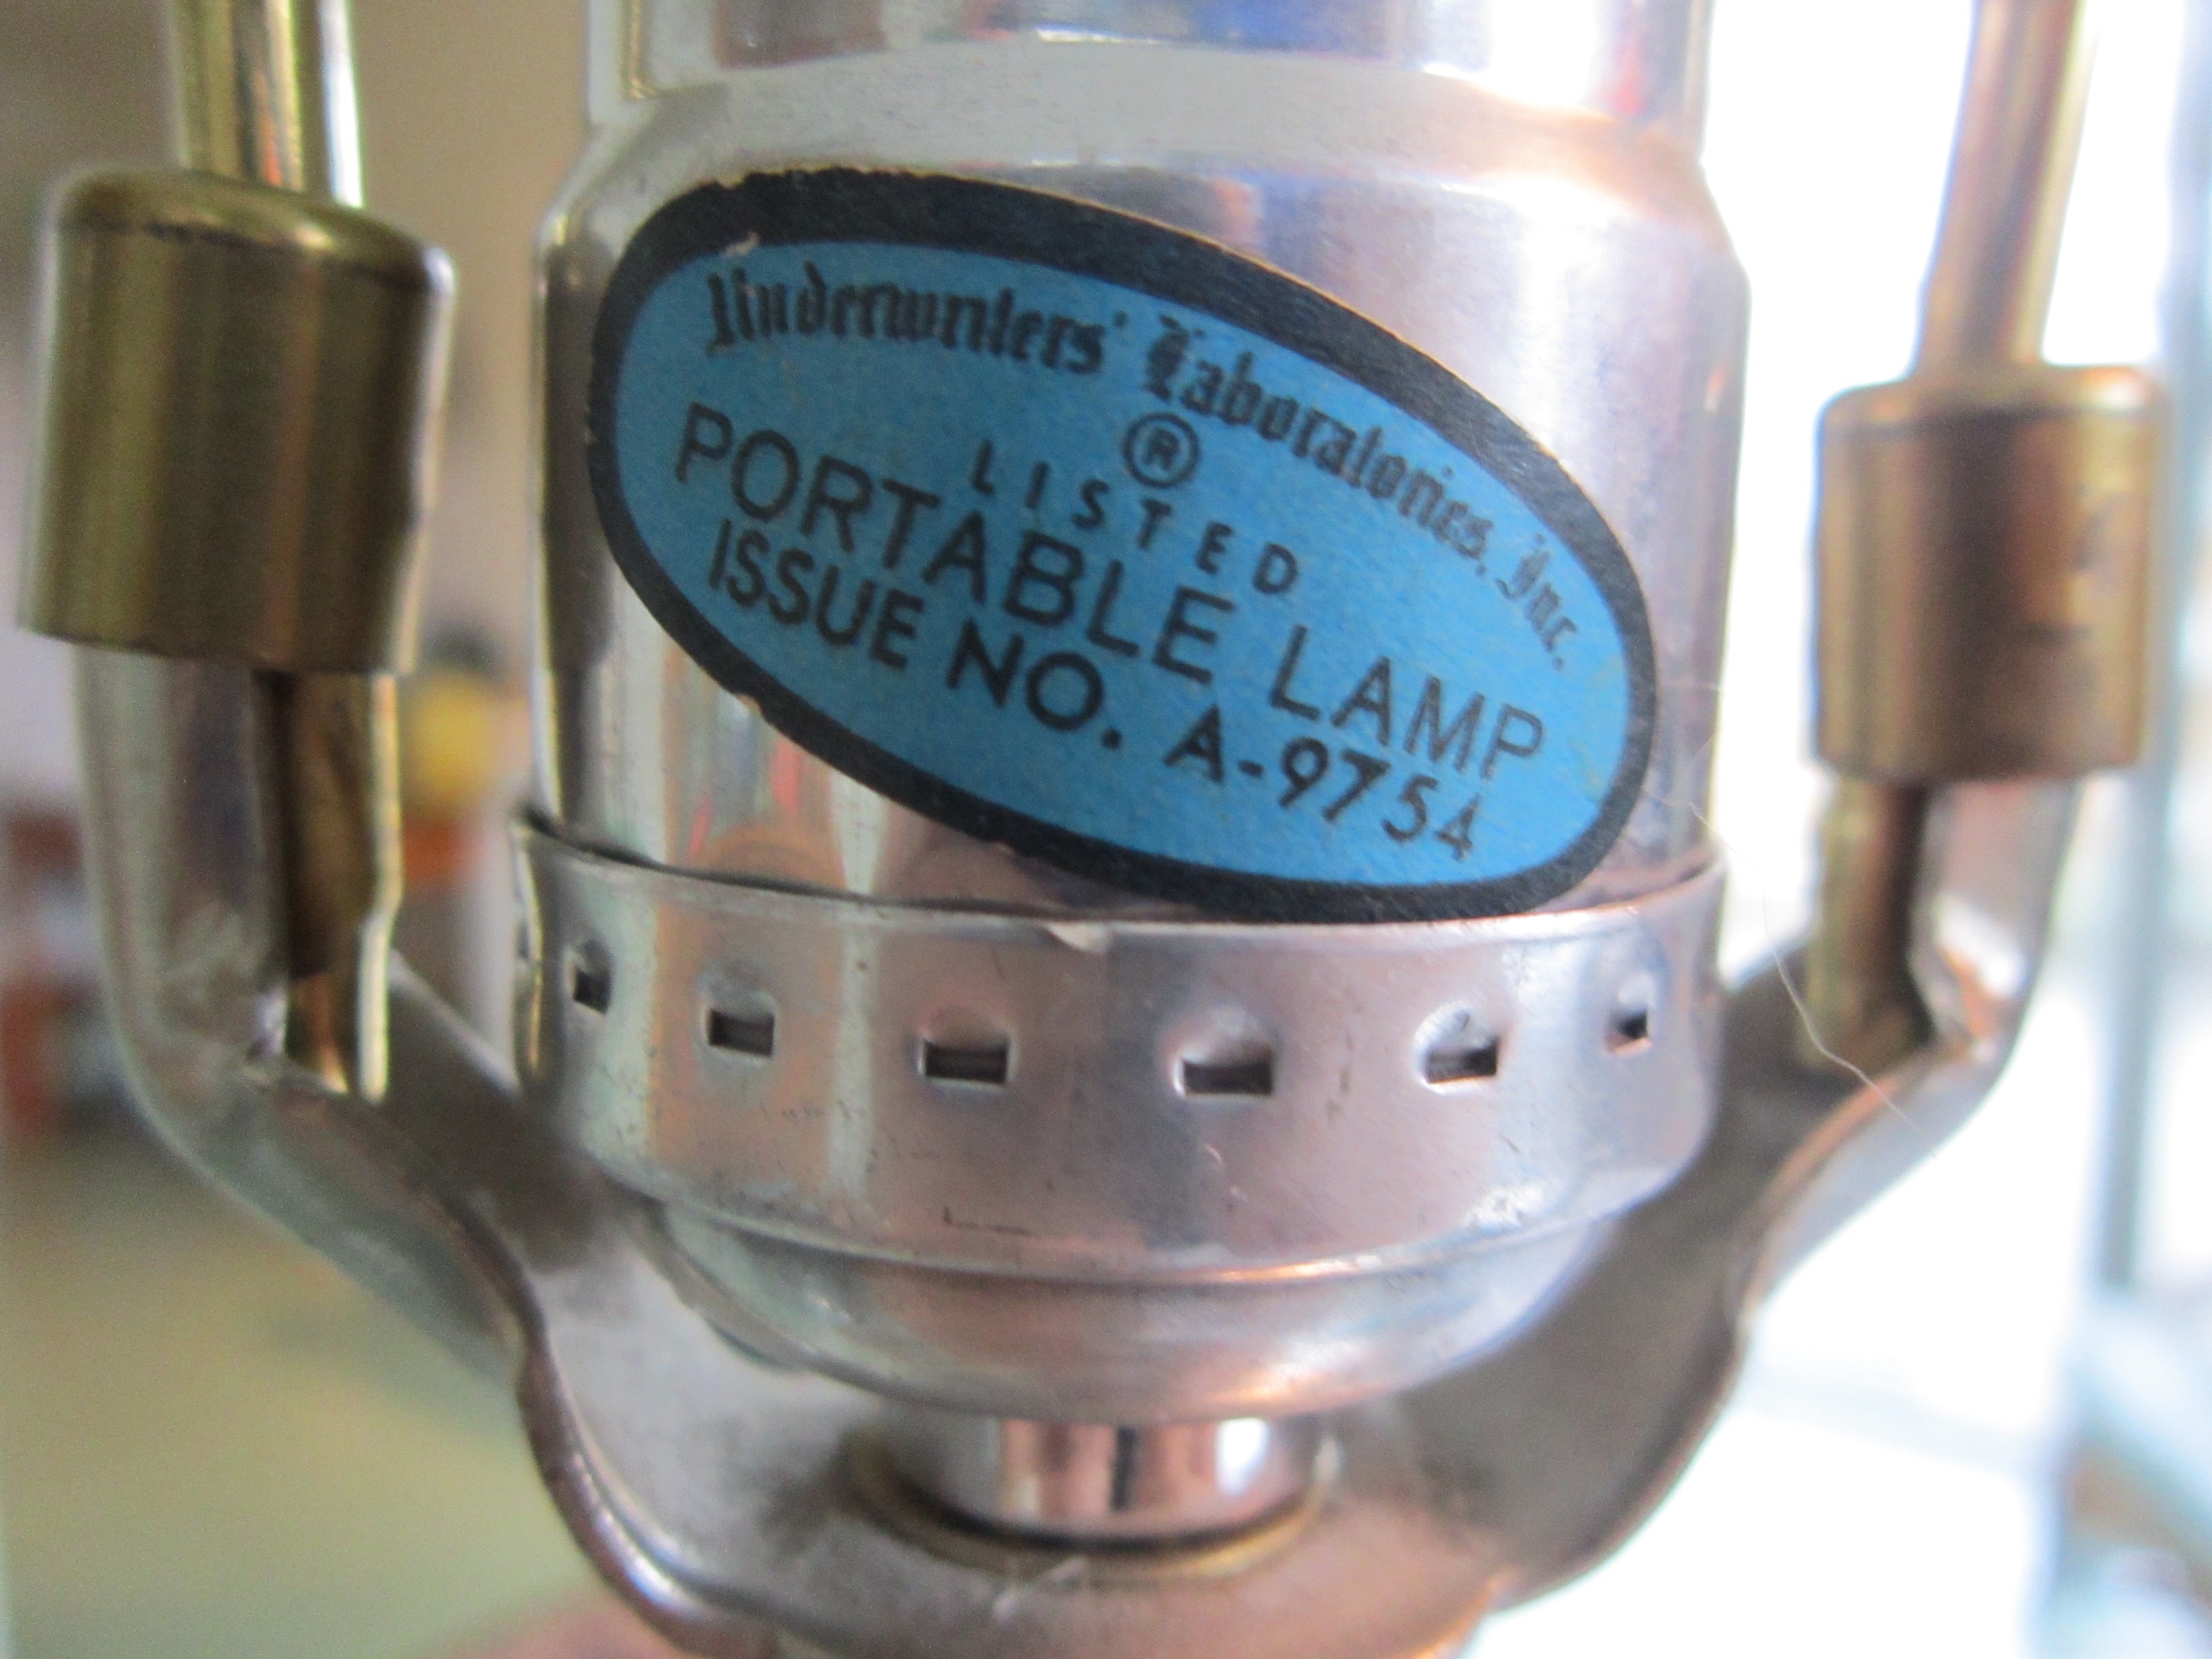 Underwriters' Laboratories, Inc.
®
LISTED
PORTABLE LAMP
ISSUE NO. A-9754